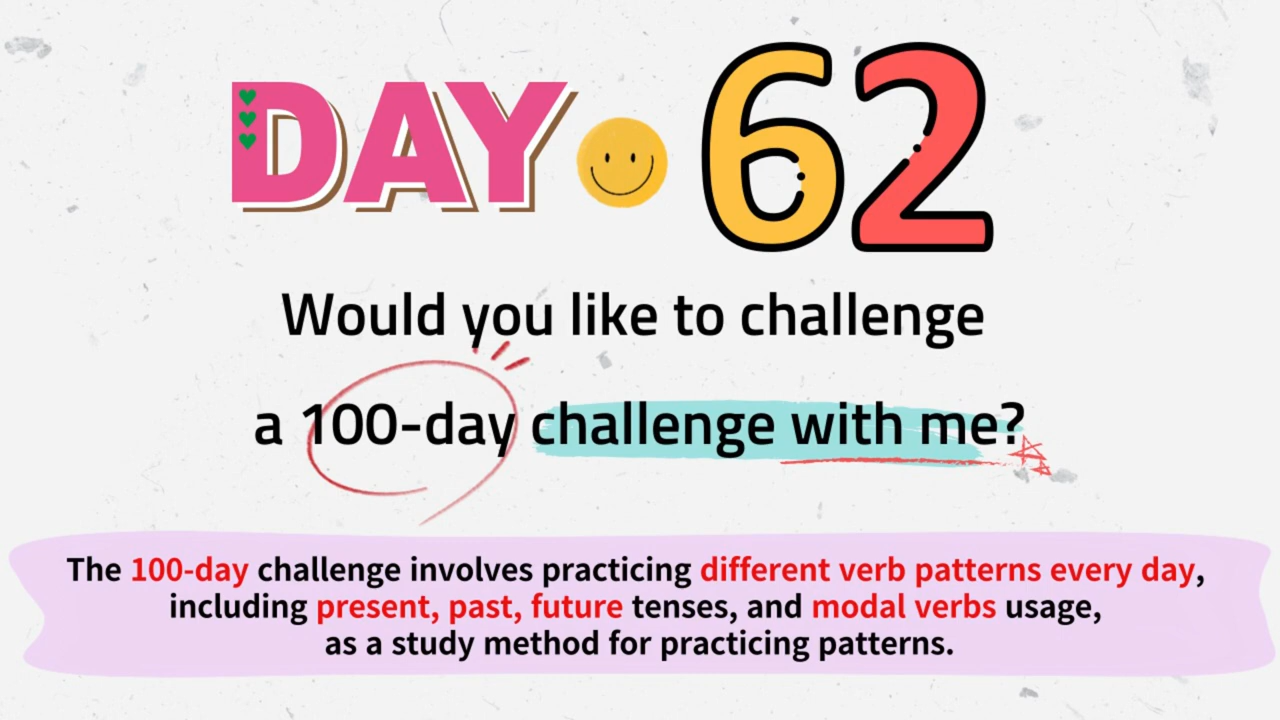 DAY 62
Would you like to challenge
a 100-day challenge with me?
The 100-day challenge involves practicing different verb patterns every day,
including present, past, future tenses, and modal verbs usage,
as a study method for practicing patterns.